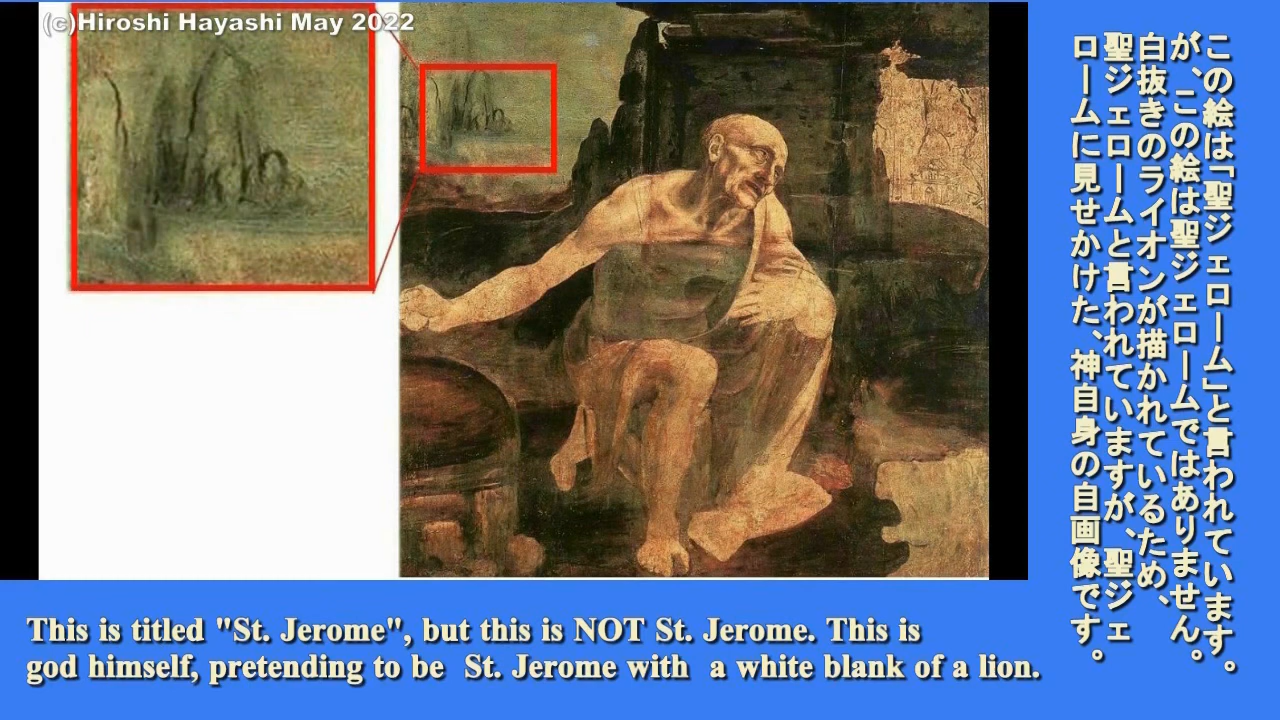 (c)Hiroshi Hayashi May 2022
この絵は「聖ジェローム」と言われています。
が、この絵は聖ジェロームではありません。
白抜きのライオンが描かれているため、
聖ジェロームと言われていますが、聖ジェ
ロームに見せかけた、神自身の自画像です。
This is titled "St. Jerome", but this is NOT St. Jerome. This is
god himself, pretending to be St. Jerome with a white blank of a lion.